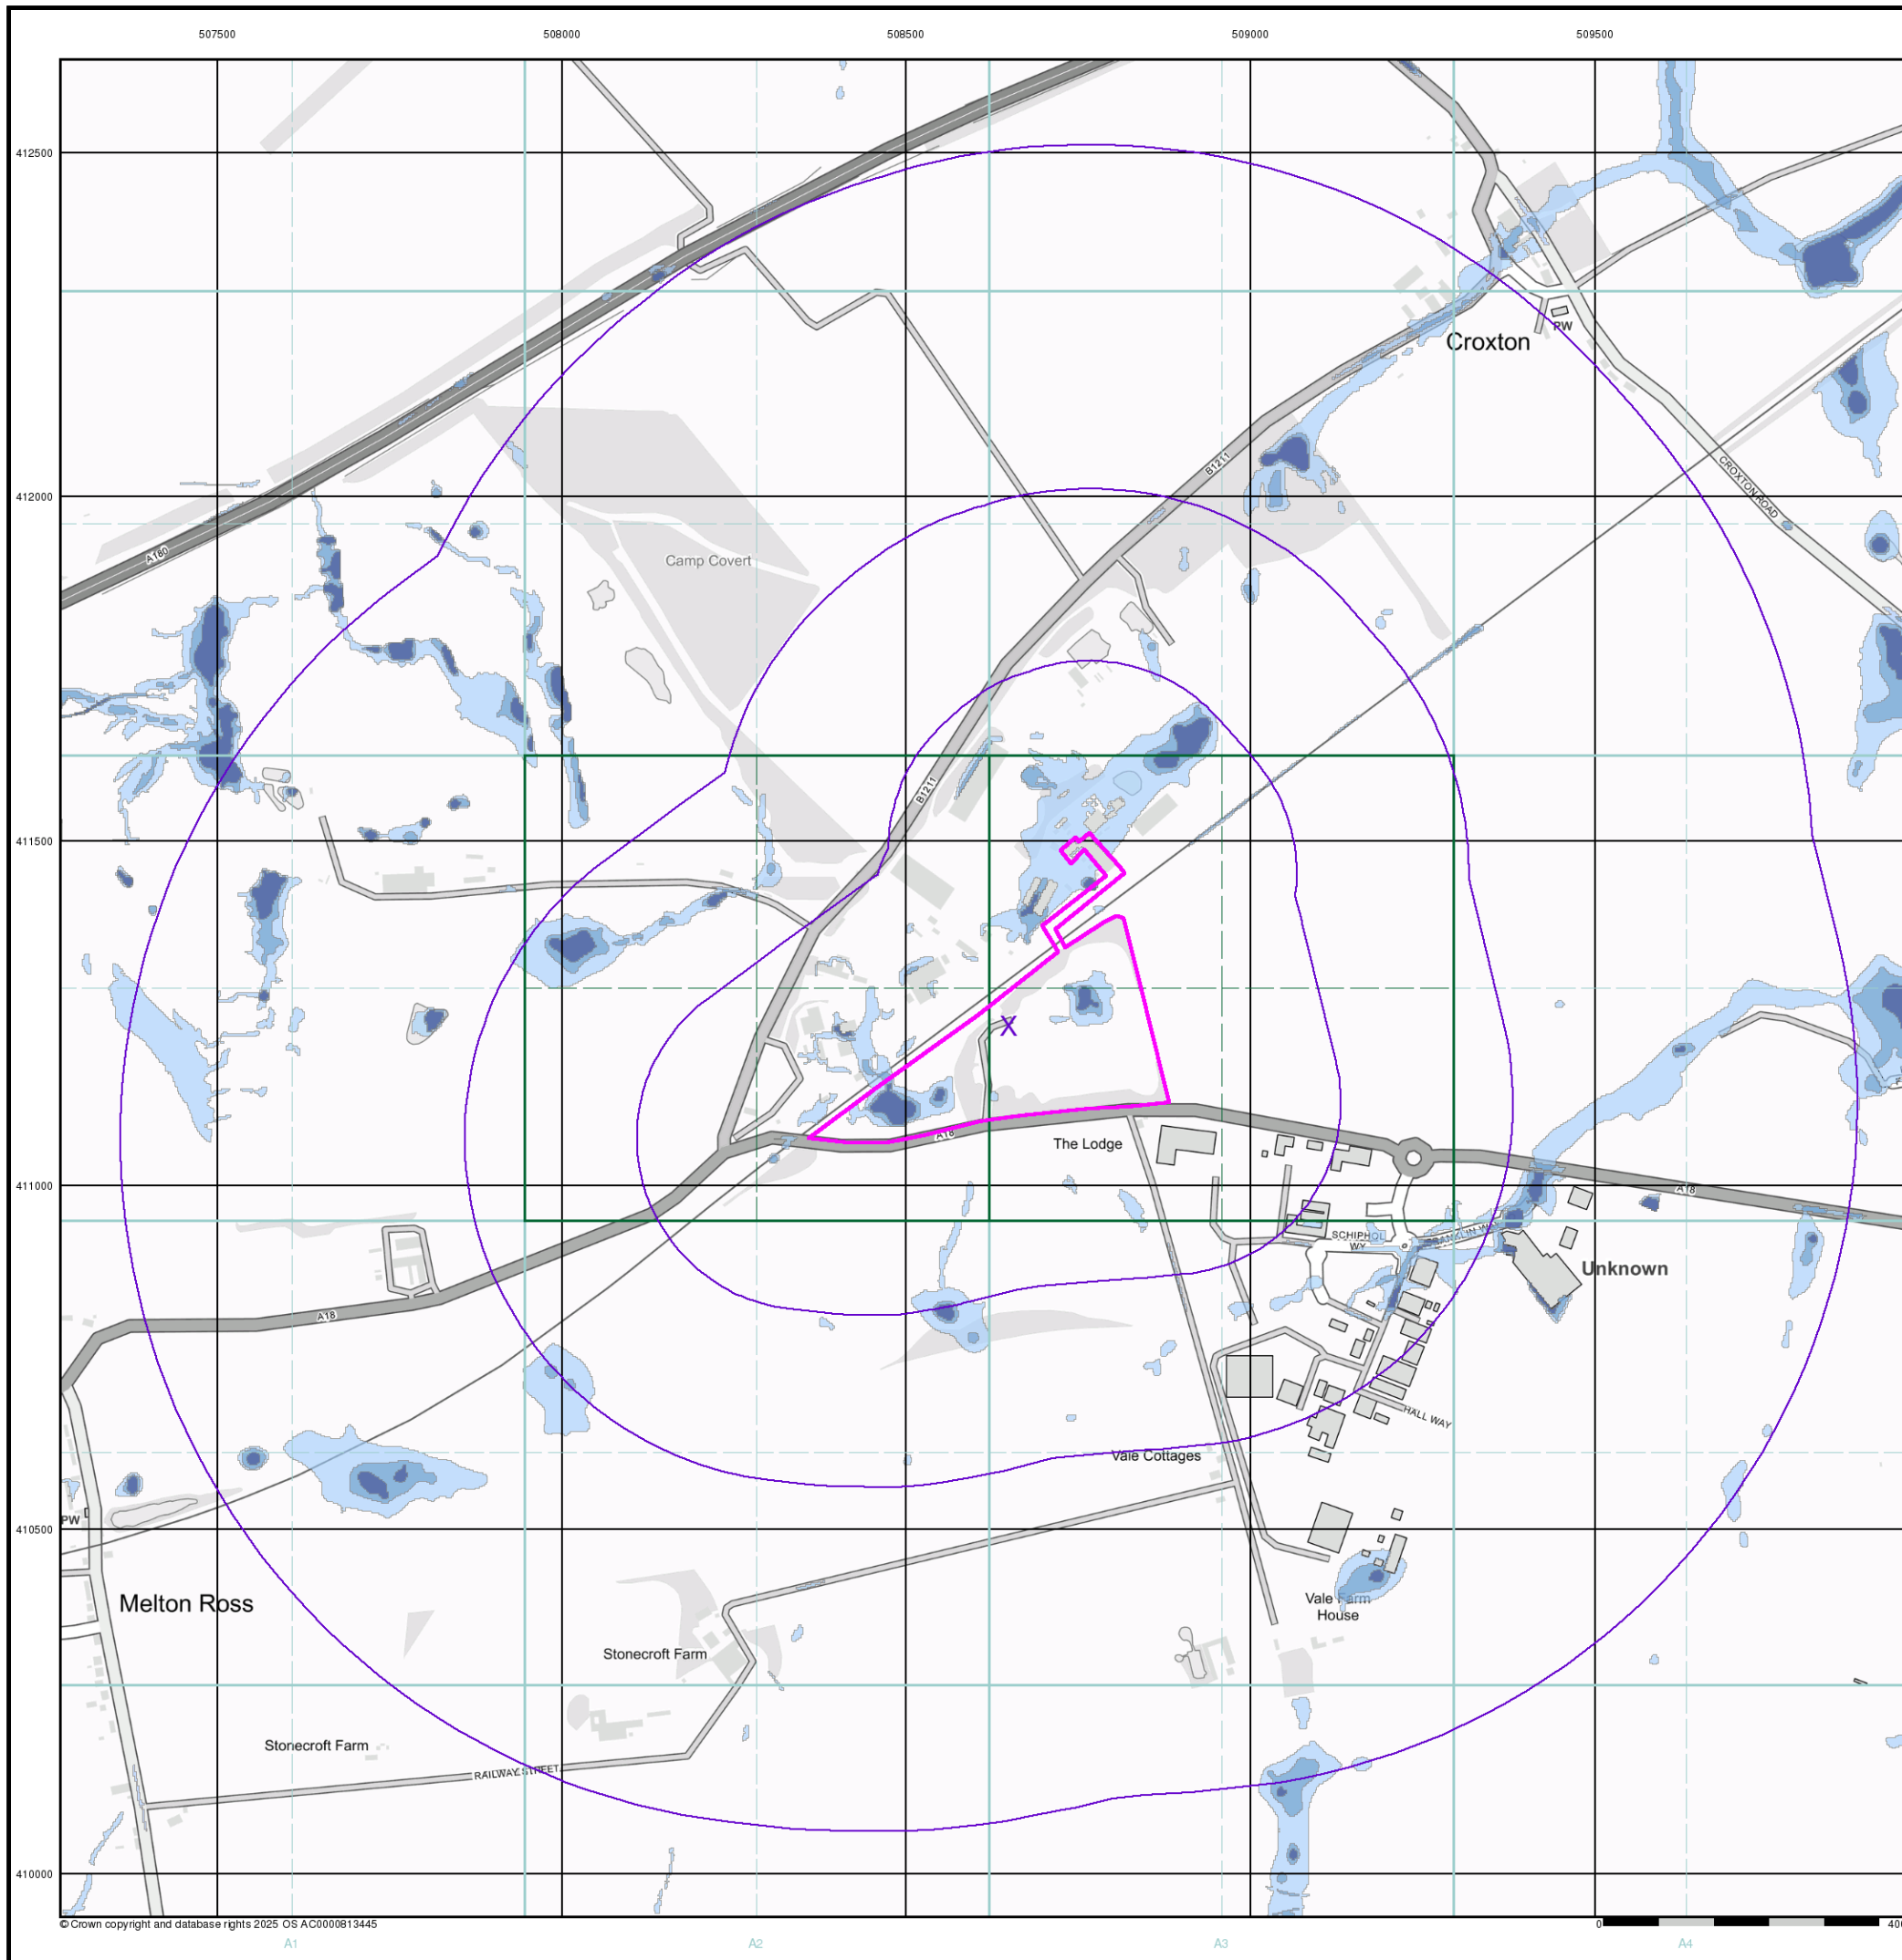 507500 508000 508500 509000 509500
412500
Croxton
PW
B1211
CROXTON ROAD
412000
A180
Camp Covert
B1211
411500
X
A18
The Lodge
411000
A18
SCHIPHOL
WY
FRANKLIN WAY
Unknown
A18
HALL WAY
Vale Cottages
PW
410500
Melton Ross
Vale Farm
House
Stonecroft Farm
Stonecroft Farm
RAILWAY STREET
410000
© Crown copyright and database rights 2025 OS AC0000813445
0
A1 A2 A3 A4